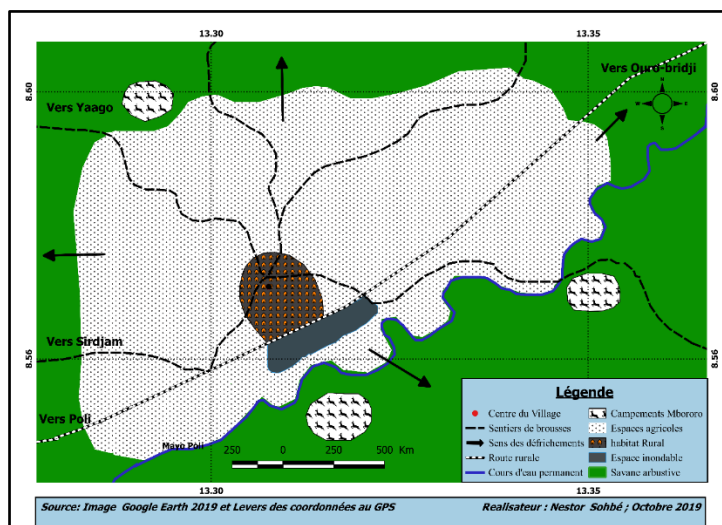 13.30 13.35
Vers Ouro-bridji
8.60 8.60
Vers Yaago
N
W E
S
Vers Sirdjam
8.56 8.56
Vers Poli
Mayo Poli
250 0 250 500 Km
Légende
Centre du Village Campements Mbororo
Sentiers de brousses Espaces agricoles
Sens des défrichements Habitat Rural
Route rurale Espace inondable
Cours d'eau permanent Savane arbustive
13.30 13.35
Source: Image Google Earth 2019 et Levers des coordonnées au GPS Realisateur : Nestor Sohbé ; Octobre 2019